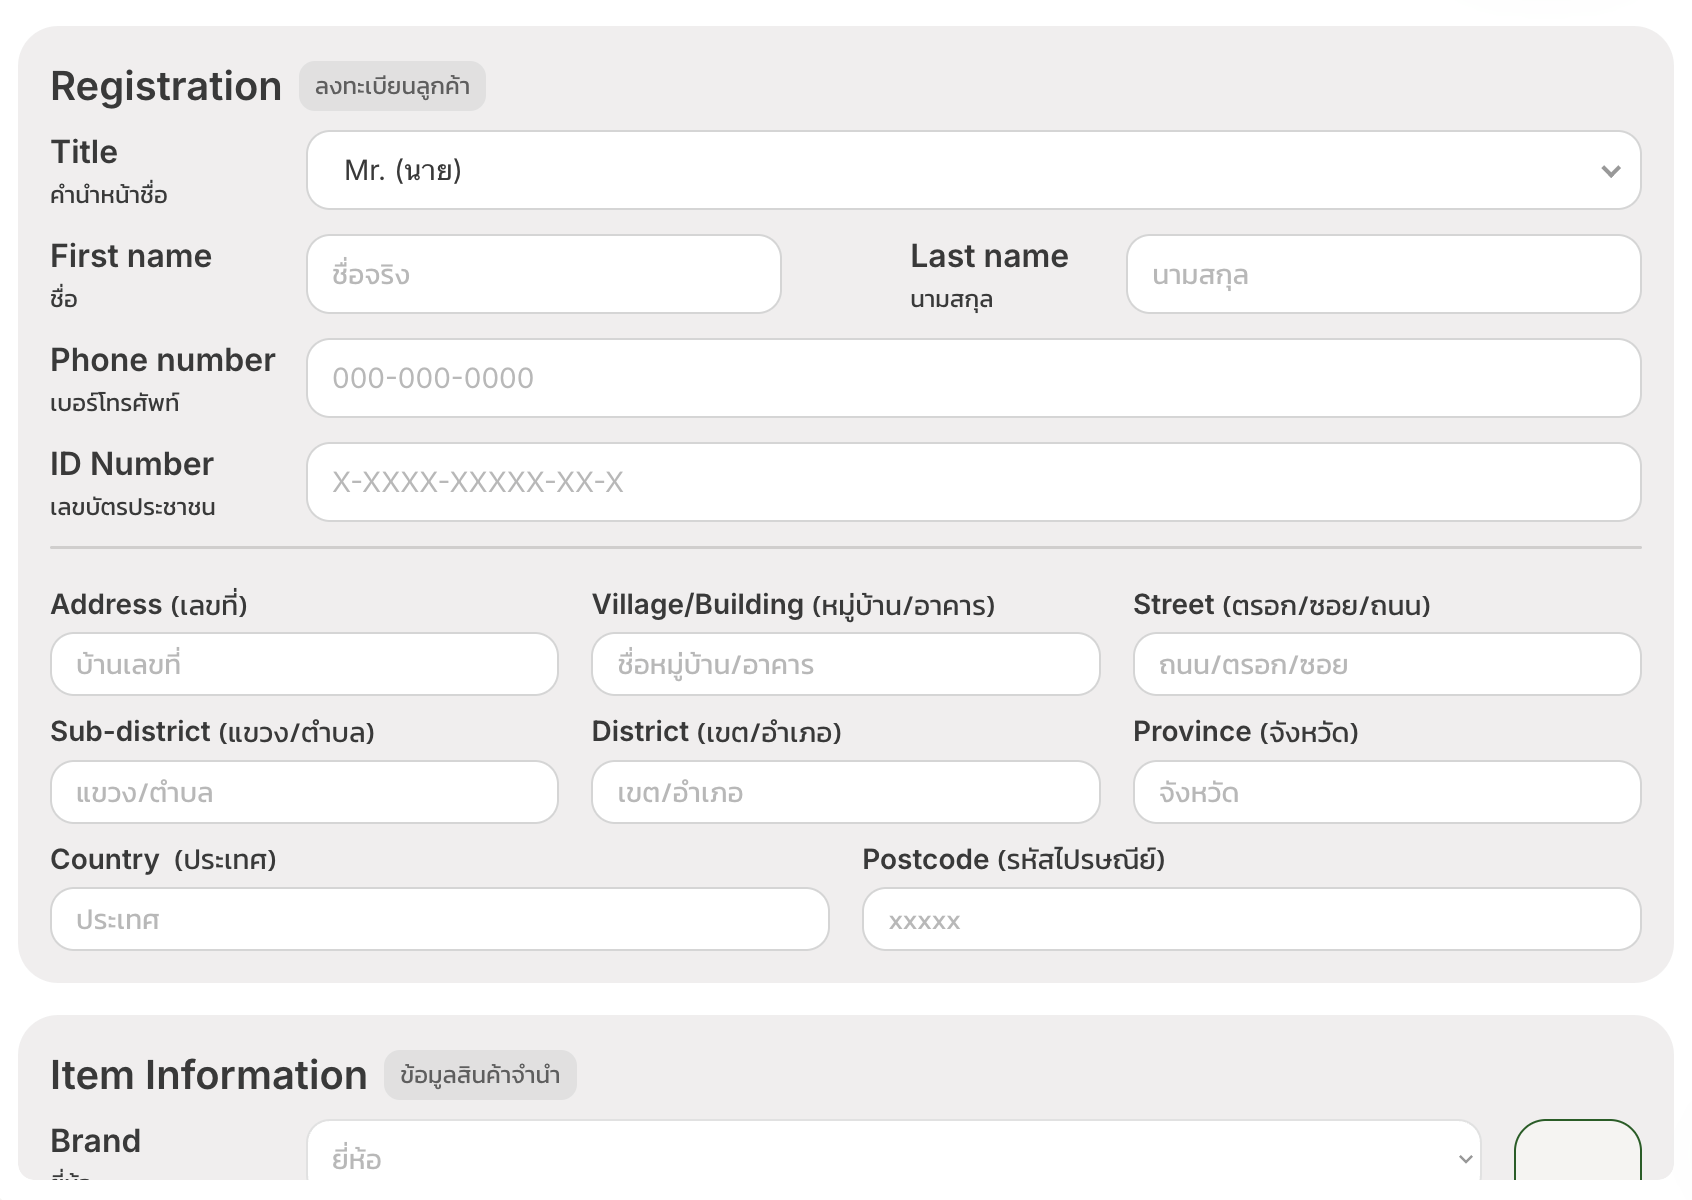 Registration ลงทะเบียนลูกค้า
Title
คำนำหน้าชื่อ
Mr. (นาย)
First name
ชื่อ
ชื่อจริง
Last name
นามสกุล
นามสกุล
Phone number
เบอร์โทรศัพท์
000-000-0000
ID Number
เลขบัตรประชาชน
X-XXXX-XXXXX-XX-X
Address (เลขที่)
บ้านเลขที่
Village/Building (หมู่บ้าน/อาคาร)
ชื่อหมู่บ้าน/อาคาร
Street (ตรอก/ซอย/ถนน)
ถนน/ตรอก/ซอย
Sub-district (แขวง/ตำบล)
แขวง/ตำบล
District (เขต/อำเภอ)
เขต/อำเภอ
Province (จังหวัด)
จังหวัด
Country (ประเทศ)
ประเทศ
Postcode (รหัสไปรษณีย์)
xxxxx
Item Information ข้อมูลสินค้าจำนำ
Brand
ยี่ห้อ